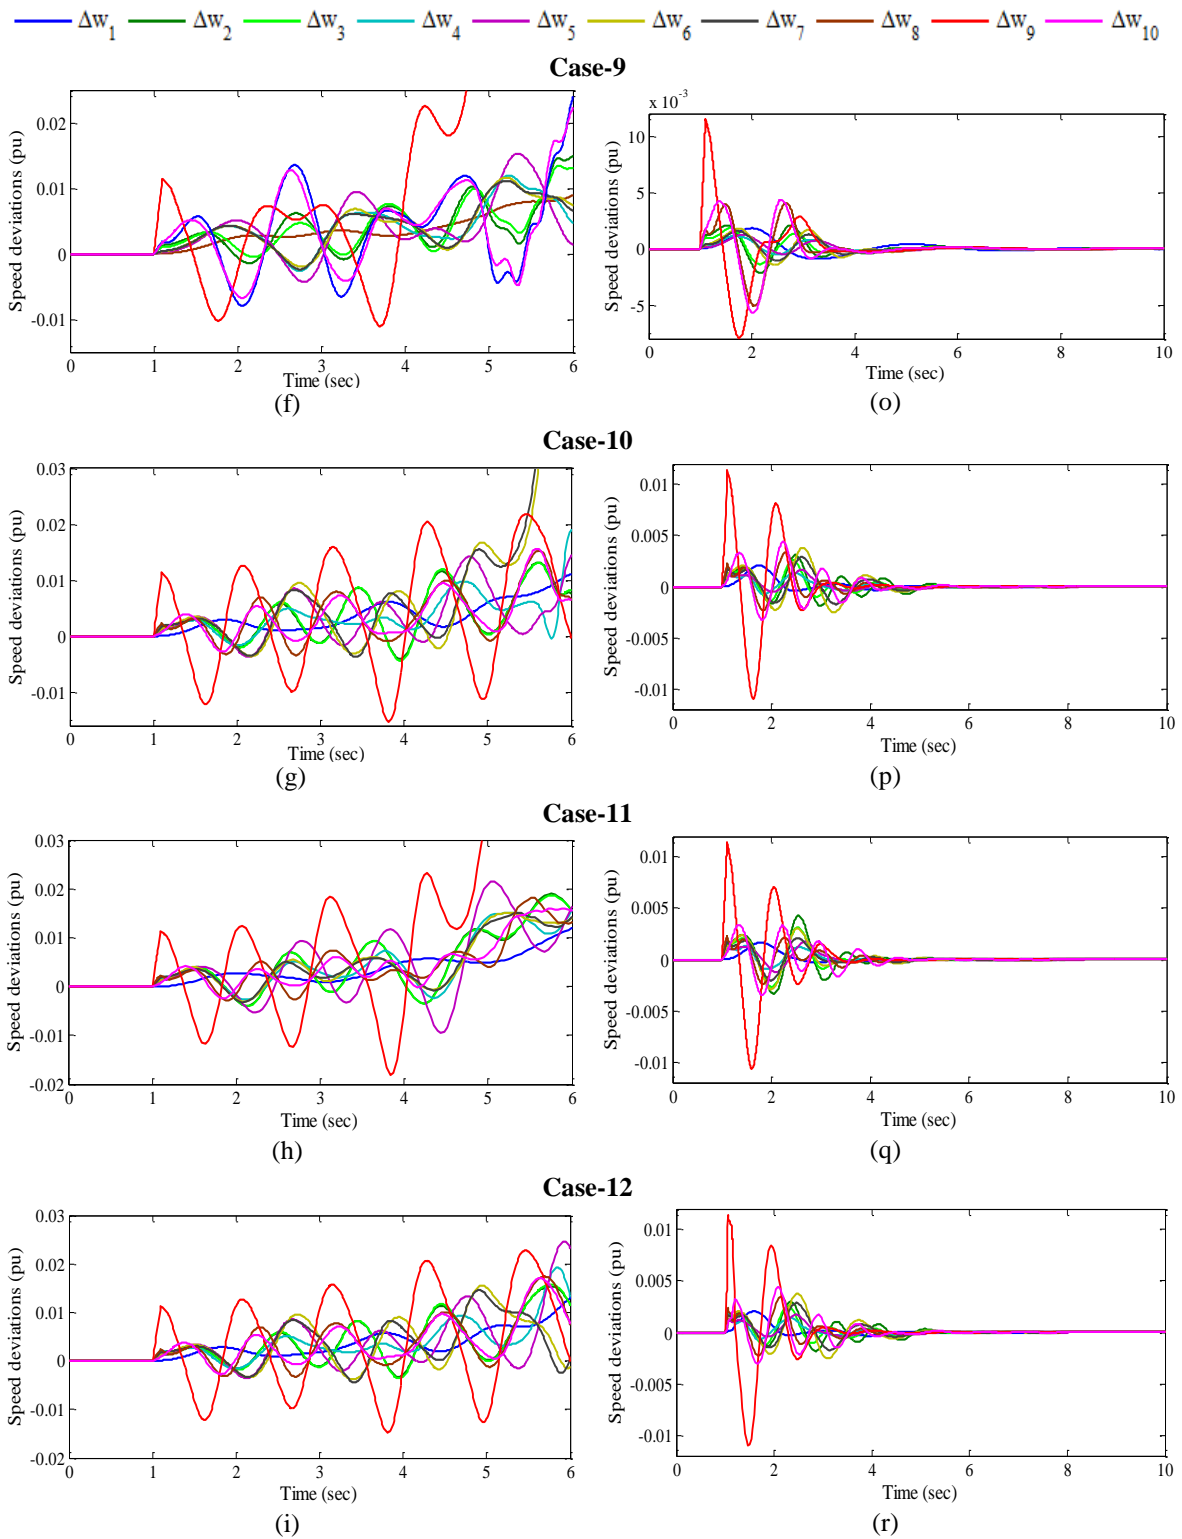 Δw1 Δw2 Δw3 Δw4 Δw5 Δw6 Δw7 Δw8 Δw9 Δw10
Case-9
0.02
0.01
0
-0.01
Speed deviations (pu)
0 1 2 3 4 5 6
Time (sec)
(f)
x 10-3
10
5
0
-5
Speed deviations (pu)
0 2 4 6 8 10
Time (sec)
(o)
Case-10
0.03
0.02
0.01
0
-0.01
Speed deviations (pu)
0 1 2 3 4 5 6
Time (sec)
(g)
0.01
0.005
0
-0.005
-0.01
Speed deviations (pu)
0 2 4 6 8 10
Time (sec)
(p)
Case-11
0.03
0.02
0.01
0
-0.01
-0.02
Speed deviations (pu)
0 1 2 3 4 5 6
Time (sec)
(h)
0.01
0.005
0
-0.005
-0.01
Speed deviations (pu)
0 2 4 6 8 10
Time (sec)
(q)
Case-12
0.03
0.02
0.01
0
-0.01
-0.02
Speed deviations (pu)
0 1 2 3 4 5 6
Time (sec)
(i)
0.01
0.005
0
-0.005
-0.01
Speed deviations (pu)
0 2 4 6 8 10
Time (sec)
(r)